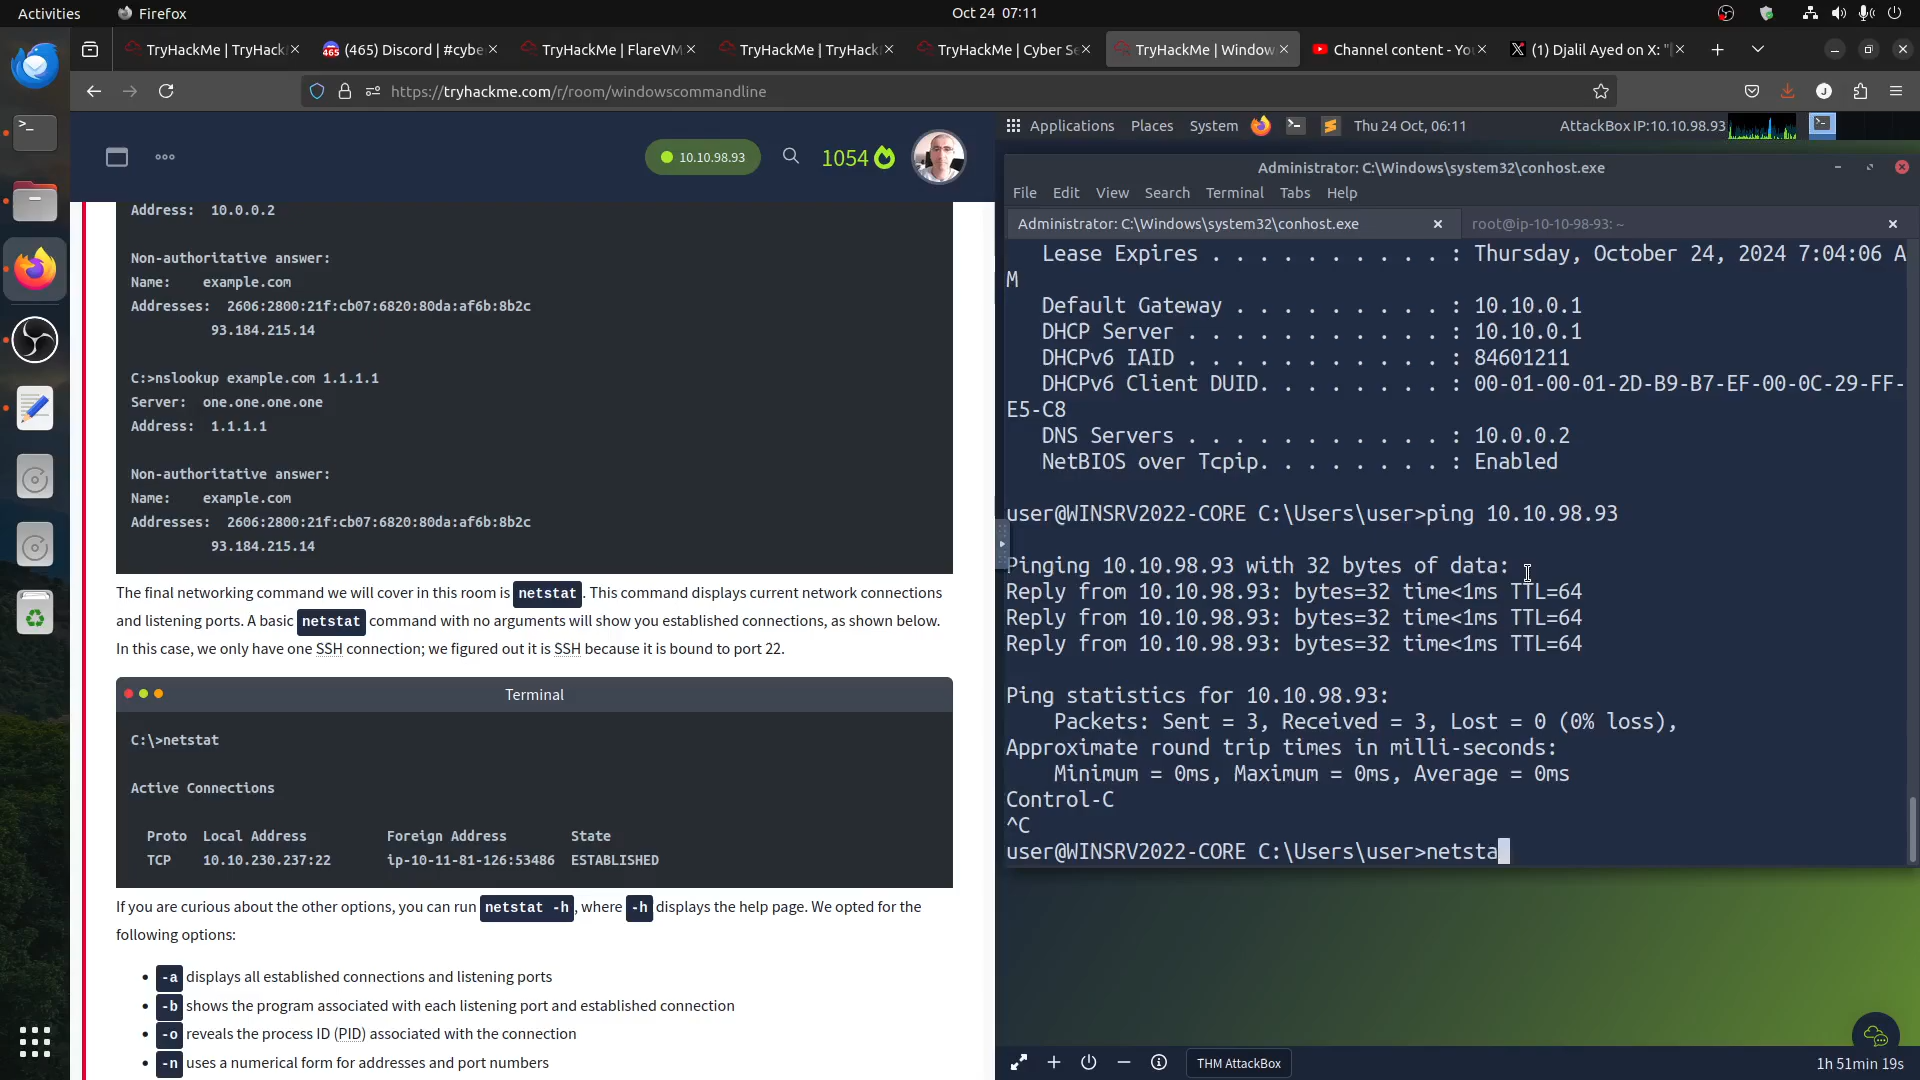 Activities
Firefox
Oct 24 07:11
TryHackMe | TryHack
(465) Discord | #cybe
TryHackMe | FlareVM
TryHackMe | TryHack
TryHackMe | Cyber Se
TryHackMe | Window
Channel content - You
(1) Djalil Ayed on X: "
https://tryhackme.com/r/room/windowscommandline
10.10.98.93
1054
Address:  10.0.0.2
Non-authoritative answer:
Name:    example.com
Addresses:  2606:2800:21f:cb07:6820:80da:af6b:8b2c
93.184.215.14
C:>nslookup example.com 1.1.1.1
Server:  one.one.one.one
Address:  1.1.1.1
Non-authoritative answer:
Name:    example.com
Addresses:  2606:2800:21f:cb07:6820:80da:af6b:8b2c
93.184.215.14
The final networking command we will cover in this room is netstat. This command displays current network connections
and listening ports. A basic netstat command with no arguments will show you established connections, as shown below.
In this case, we only have one SSH connection; we figured out it is SSH because it is bound to port 22.
Terminal
C:\>netstat
Active Connections
Proto  Local Address          Foreign Address        State
TCP    10.10.230.237:22       ip-10-11-81-126:53486  ESTABLISHED
If you are curious about the other options, you can run netstat -h, where -h displays the help page. We opted for the
following options:
• -a displays all established connections and listening ports
• -b shows the program associated with each listening port and established connection
• -o reveals the process ID (PID) associated with the connection
• -n uses a numerical form for addresses and port numbers
Applications Places System
Thu 24 Oct, 06:11
AttackBox IP:10.10.98.93
Administrator: C:\Windows\system32\conhost.exe
File Edit View Search Terminal Tabs Help
Administrator: C:\Windows\system32\conhost.exe
root@ip-10-10-98-93: ~
Lease Expires . . . . . . . . . . : Thursday, October 24, 2024 7:04:06 A
M
Default Gateway . . . . . . . . . : 10.10.0.1
DHCP Server . . . . . . . . . . . : 10.10.0.1
DHCPv6 IAID . . . . . . . . . . . : 84601211
DHCPv6 Client DUID. . . . . . . . : 00-01-00-01-2D-B9-B7-EF-00-0C-29-FF-
E5-C8
DNS Servers . . . . . . . . . . . : 10.0.0.2
NetBIOS over Tcpip. . . . . . . . : Enabled
user@WINSRV2022-CORE C:\Users\user>ping 10.10.98.93
Pinging 10.10.98.93 with 32 bytes of data:
Reply from 10.10.98.93: bytes=32 time<1ms TTL=64
Reply from 10.10.98.93: bytes=32 time<1ms TTL=64
Reply from 10.10.98.93: bytes=32 time<1ms TTL=64
Ping statistics for 10.10.98.93:
Packets: Sent = 3, Received = 3, Lost = 0 (0% loss),
Approximate round trip times in milli-seconds:
Minimum = 0ms, Maximum = 0ms, Average = 0ms
Control-C
^C
user@WINSRV2022-CORE C:\Users\user>netsta
THM AttackBox
1h 51min 19s